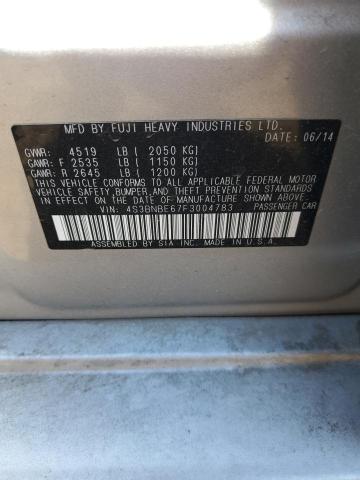 MFD BY FUJI HEAVY INDUSTRIES LTD.
DATE: 06/14
GVWR: 4519 LB ( 2050 KG)
GAWR: F 2535 LB ( 1150 KG)
GAWR: R 2645 LB ( 1200 KG)
THIS VEHICLE CONFORMS TO ALL APPLICABLE FEDERAL MOTOR
VEHICLE SAFETY, BUMPER, AND THEFT PREVENTION STANDARDS
IN EFFECT ON THE DATE OF MANUFACTURE SHOWN ABOVE.
VIN: 4S3BNBE67F3004783 PASSENGER CAR
ASSEMBLED BY SIA IN U.S.A.